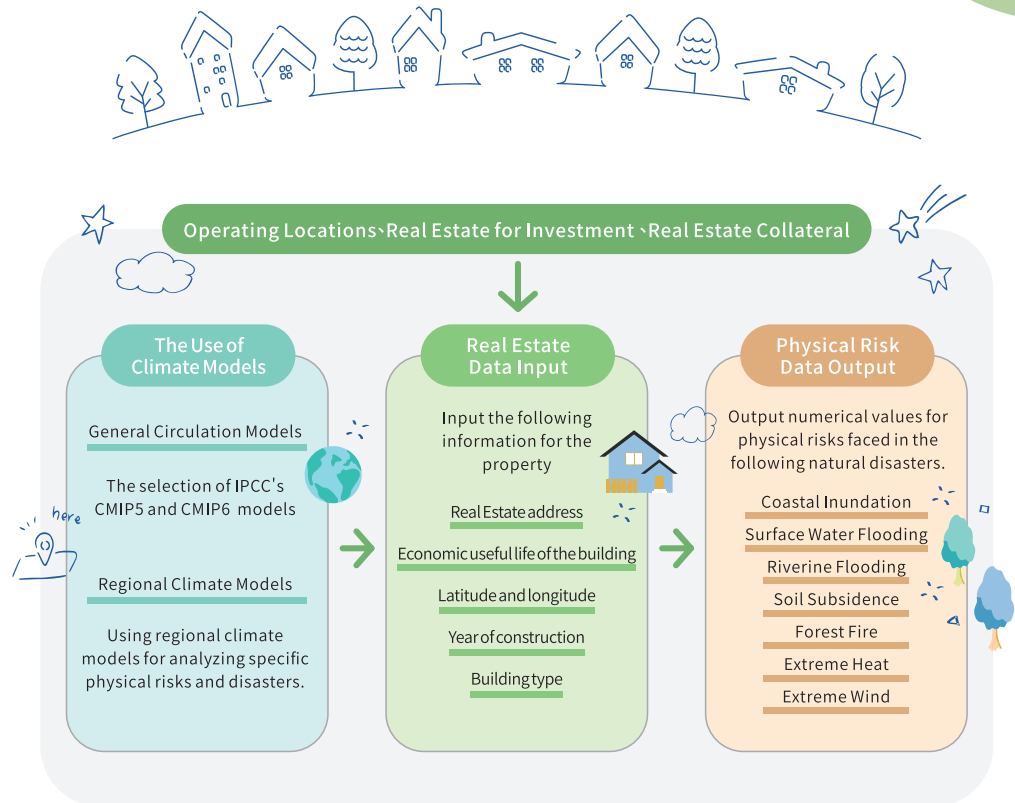 Operating Locations、Real Estate for Investment、Real Estate Collateral
The Use of
Climate Models
General Circulation Models
The selection of IPCC's
CMIP5 and CMIP6 models
Regional Climate Models
Using regional climate
models for analyzing specific
physical risks and disasters.
here
Real Estate
Data Input
Input the following
information for the
property
Real Estate address
Economic useful life of the building
Latitude and longitude
Year of construction
Building type
Physical Risk
Data Output
Output numerical values for
physical risks faced in the
following natural disasters.
Coastal Inundation
Surface Water Flooding
Riverine Flooding
Soil Subsidence
Forest Fire
Extreme Heat
Extreme Wind